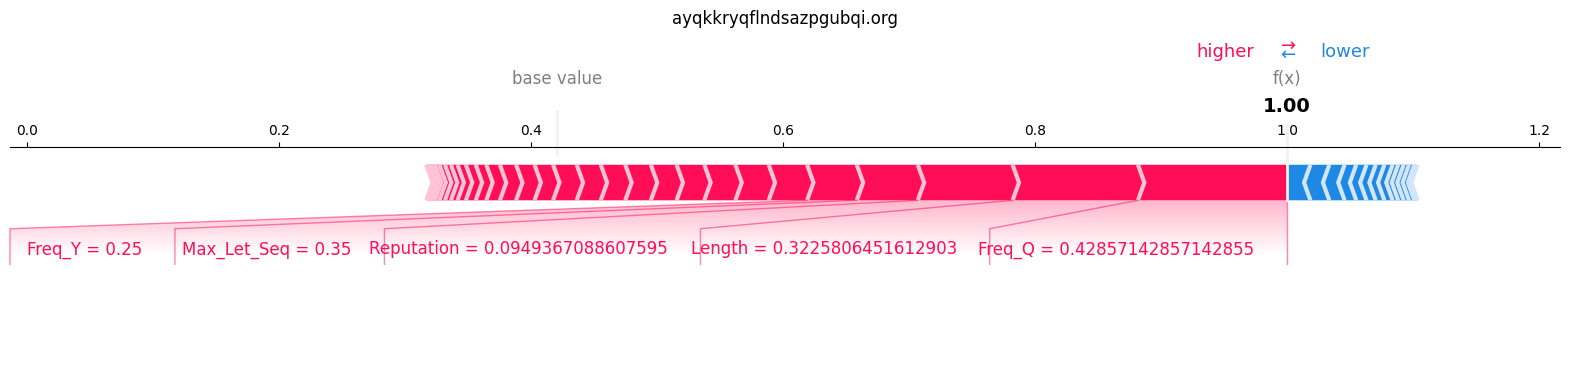 ayqkkryqflndsazpgubqi.org
higher ⇄ lower
base value f(x)
1.00
0.0 0.2 0.4 0.6 0.8 1.0 1.2
Freq_Y = 0.25 Max_Let_Seq = 0.35 Reputation = 0.0949367088607595 Length = 0.3225806451612903 Freq_Q = 0.42857142857142855